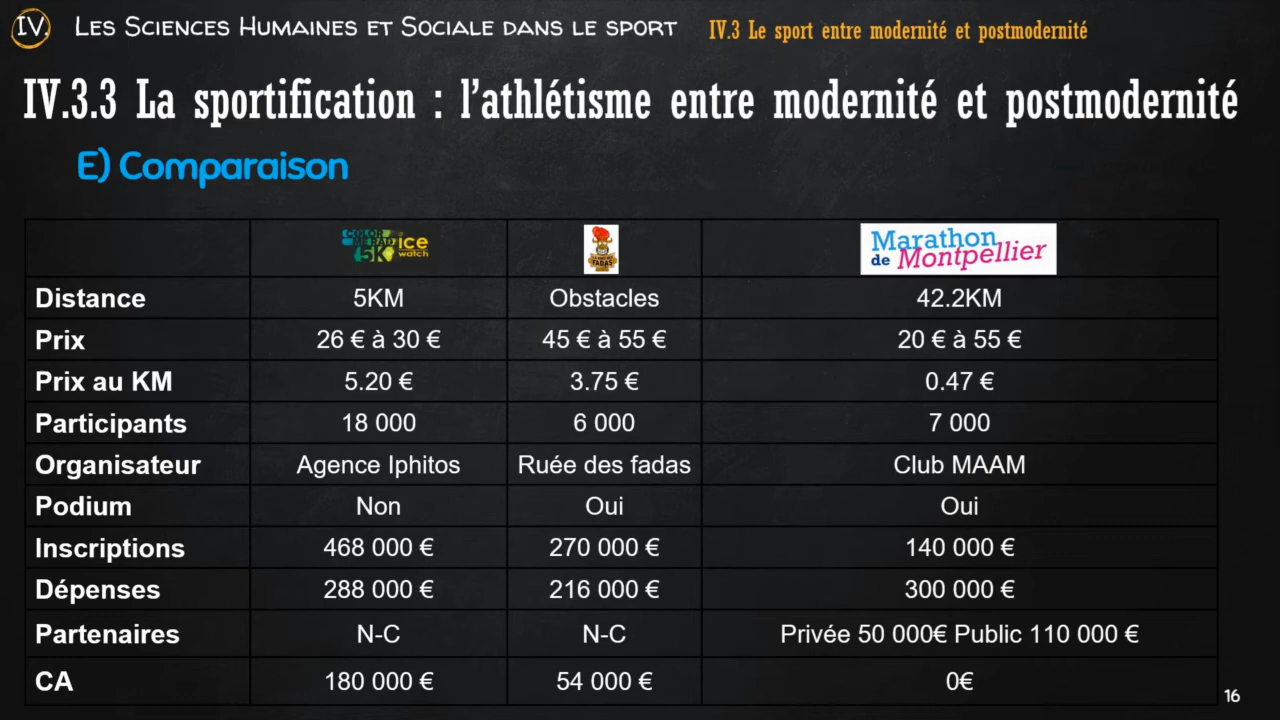 IV. Les Sciences Humaines et Sociale dans le sport IV.3 Le sport entre modernité et postmodernité
IV.3.3 La sportification : l'athlétisme entre modernité et postmodernité
E) Comparaison
COLOR ME RAD 5K ice watch FADAS Marathon de Montpellier
Distance 5KM Obstacles 42.2KM
Prix 26 € à 30 € 45 € à 55 € 20 € à 55 €
Prix au KM 5.20 € 3.75 € 0.47 €
Participants 18 000 6 000 7 000
Organisateur Agence Iphitos Ruée des fadas Club MAAM
Podium Non Oui Oui
Inscriptions 468 000 € 270 000 € 140 000 €
Dépenses 288 000 € 216 000 € 300 000 €
Partenaires N-C N-C Privée 50 000€ Public 110 000 €
CA 180 000 € 54 000 € 0€
16